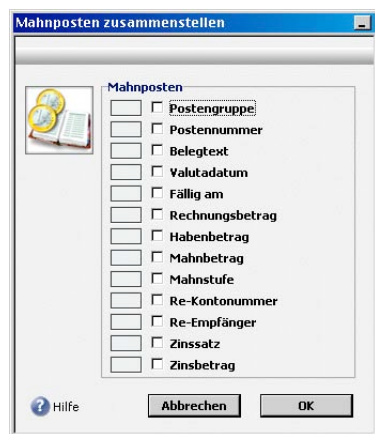 Mahnposten zusammenstellen
Mahnposten
Postengruppe
Postennummer
Belegtext
Valutadatum
Fällig am
Rechnungsbetrag
Habenbetrag
Mahnbetrag
Mahnstufe
Re-Kontonummer
Re-Empfänger
Zinssatz
Zinsbetrag
Hilfe Abbrechen OK